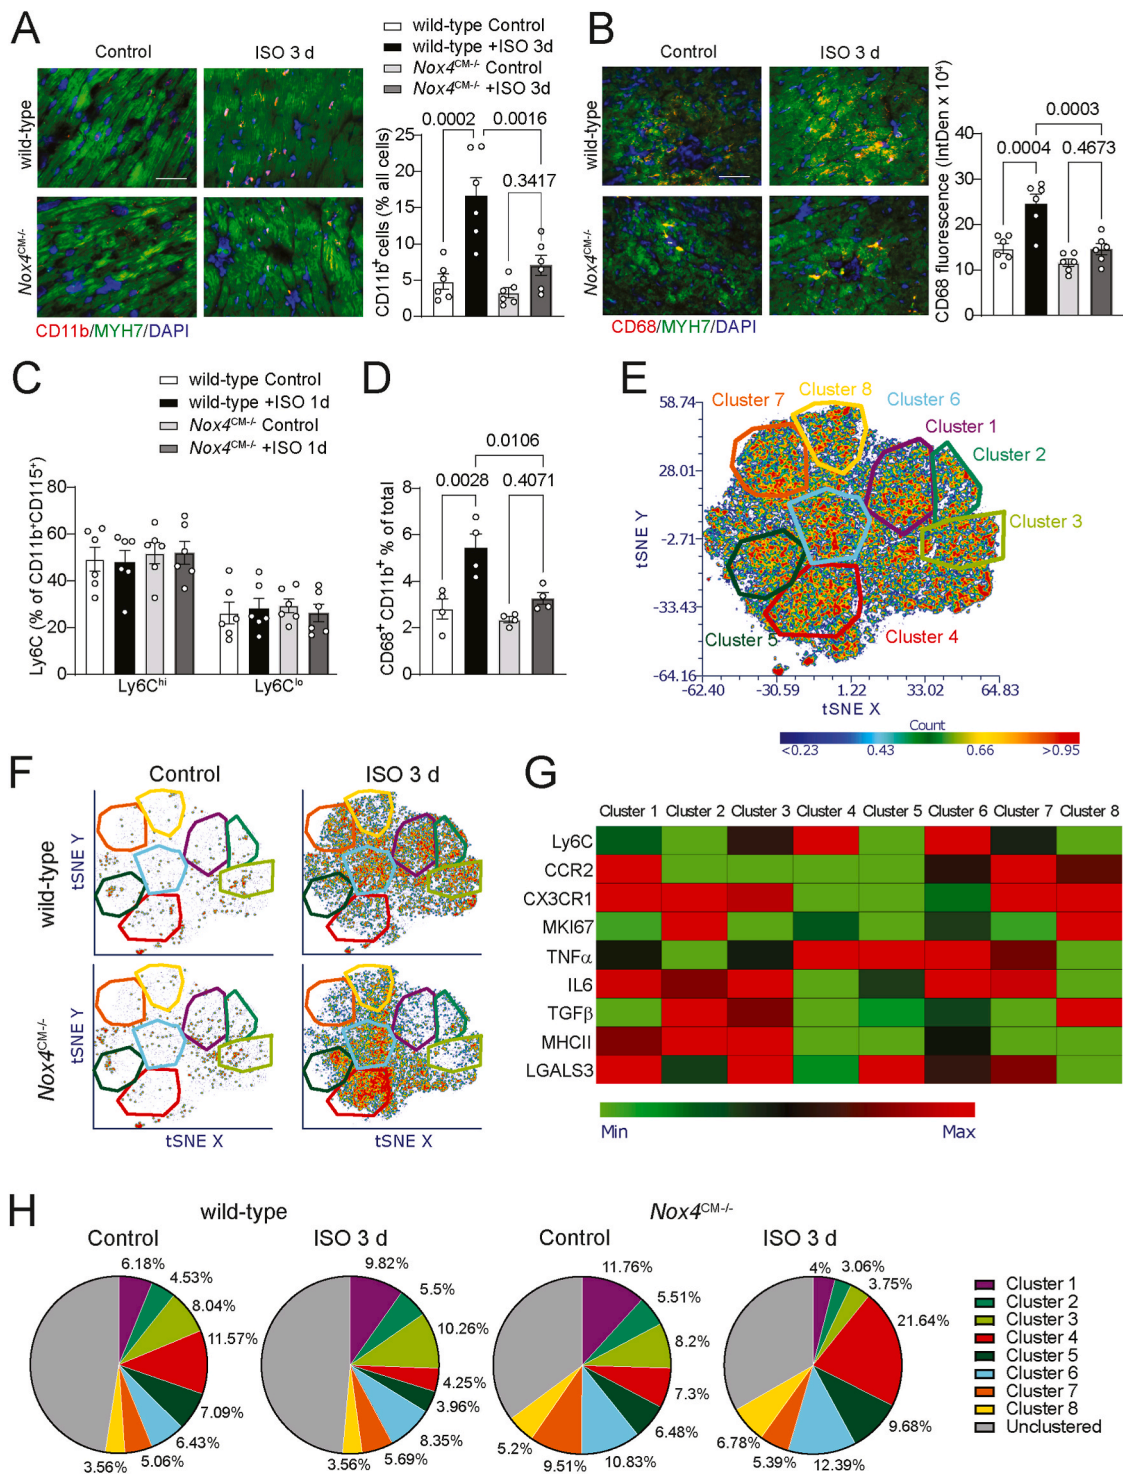 A
Control
ISO 3 d
wild-type
Nox4CM-/-
CD11b/MYH7/DAPI
wild-type Control
wild-type +ISO 3d
Nox4CM-/- Control
Nox4CM-/- +ISO 3d
CD11b+ cells (% all cells)
25
20
15
10
5
0
0.0002
0.0016
0.3417
B
Control
ISO 3 d
wild-type
Nox4CM-/-
CD68/MYH7/DAPI
CD68 fluorescence (IntDen x 10⁴)
40
30
20
10
0
0.0003
0.0004
0.4673
C
wild-type Control
wild-type +ISO 1d
Nox4CM-/- Control
Nox4CM-/- +ISO 1d
Ly6C (% of CD11b+CD115+)
80
60
40
20
0
Ly6Chi
Ly6Clo
D
CD68+ CD11b+ % of total
8
6
4
2
0
0.0106
0.0028
0.4071
E
Cluster 8
Cluster 7
Cluster 6
Cluster 1
Cluster 2
Cluster 3
Cluster 4
Cluster 5
tSNE Y
58.74
28.01
-2.71
-33.43
-64.16
-62.40
-30.59
1.22
33.02
64.83
tSNE X
Count
<0.23
0.43
0.66
>0.95
F
Control
ISO 3 d
wild-type
tSNE Y
Nox4CM-/-
tSNE Y
tSNE X
tSNE X
G
Cluster 1 Cluster 2 Cluster 3 Cluster 4 Cluster 5 Cluster 6 Cluster 7 Cluster 8
Ly6C
CCR2
CX3CR1
MKI67
TNFα
IL6
TGFβ
MHCII
LGALS3
Min
Max
H
wild-type
Nox4CM-/-
Control
6.18%
4.53%
8.04%
11.57%
7.09%
6.43%
5.06%
3.56%
ISO 3 d
9.82%
5.5%
10.26%
4.25%
3.96%
8.35%
5.69%
3.56%
Control
11.76%
5.51%
8.2%
7.3%
6.48%
10.83%
9.51%
5.2%
ISO 3 d
4%
3.06%
3.75%
21.64%
9.68%
12.39%
5.39%
6.78%
Cluster 1
Cluster 2
Cluster 3
Cluster 4
Cluster 5
Cluster 6
Cluster 7
Cluster 8
Unclustered